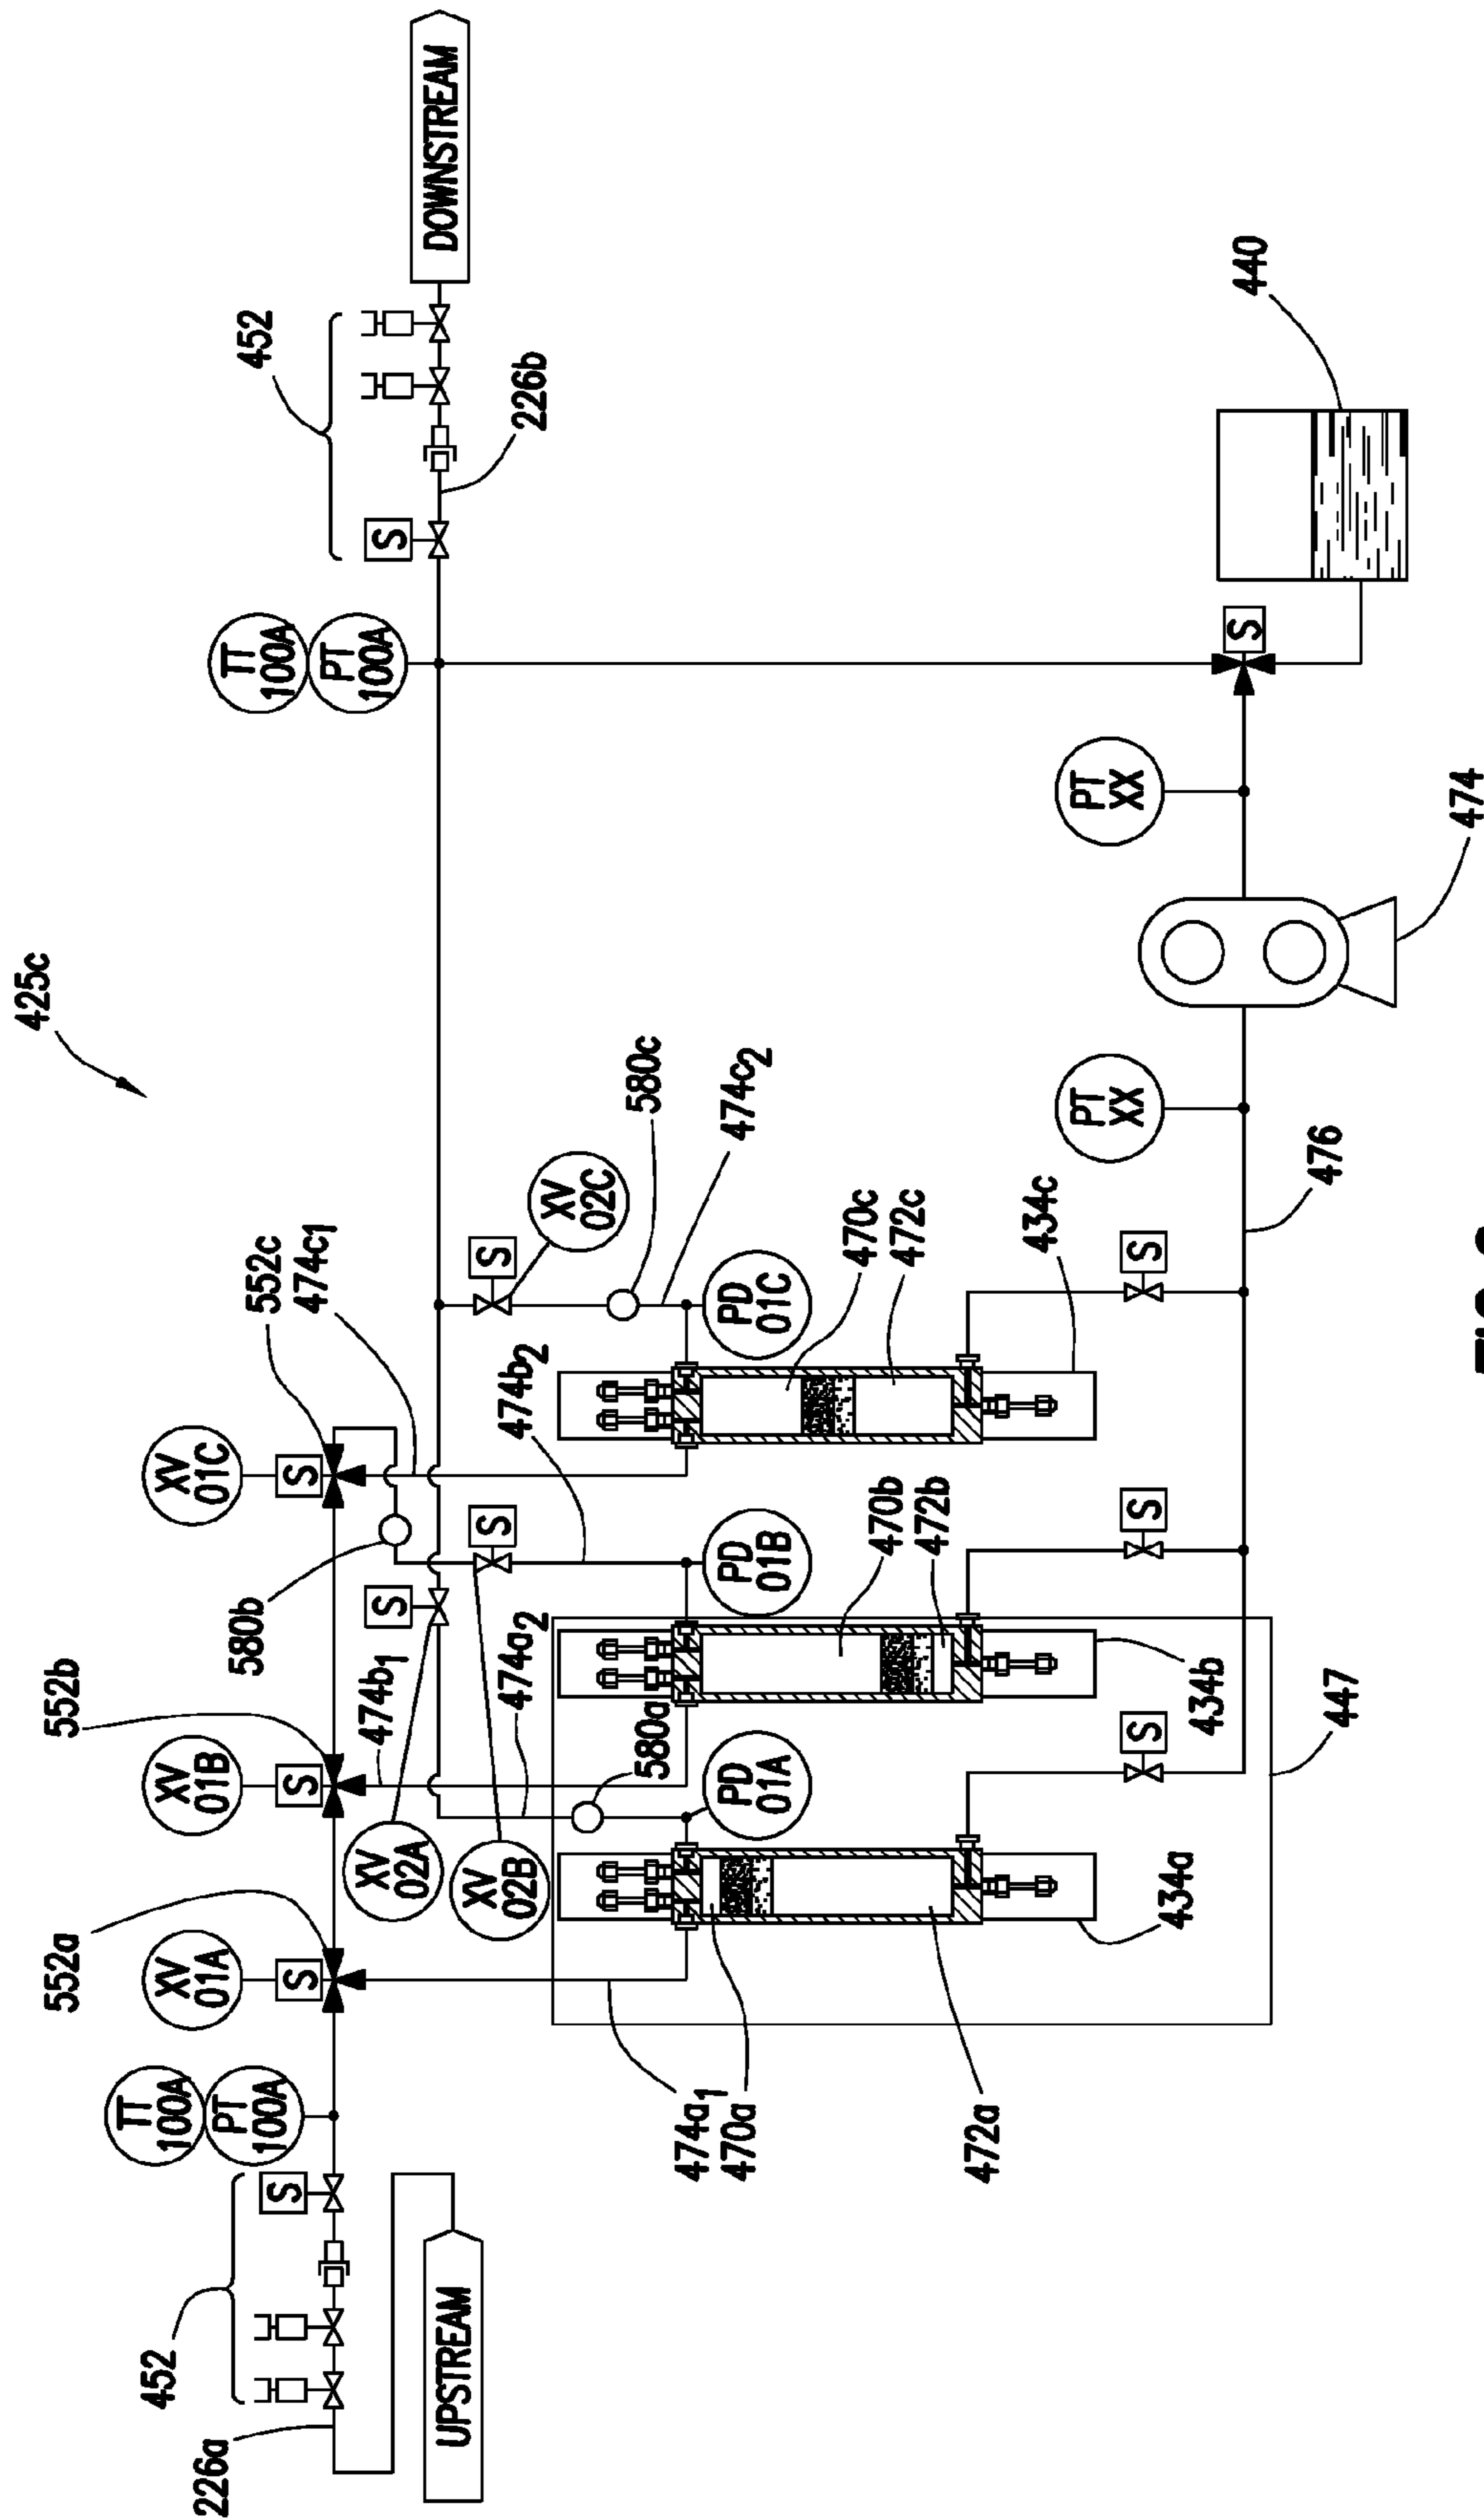 425c
552a
552b
552c
474c1
XV
01A
XV
01B
XV
01C
TT
100A
PT
100A
452
S
S
S
S
226a
UPSTREAM
580b
474b1
S
XV
02A
XV
02B
474a2
580a
S
474b2
S
XV
02C
580c
474c2
TT
100A
PT
100A
452
S
226b
DOWNSTREAM
474a1
470a
472a
PD
01A
PD
01B
PD
01C
470b
472b
470c
472c
434a
434b
434c
447
S
S
S
476
PT
XX
474
PT
XX
S
440